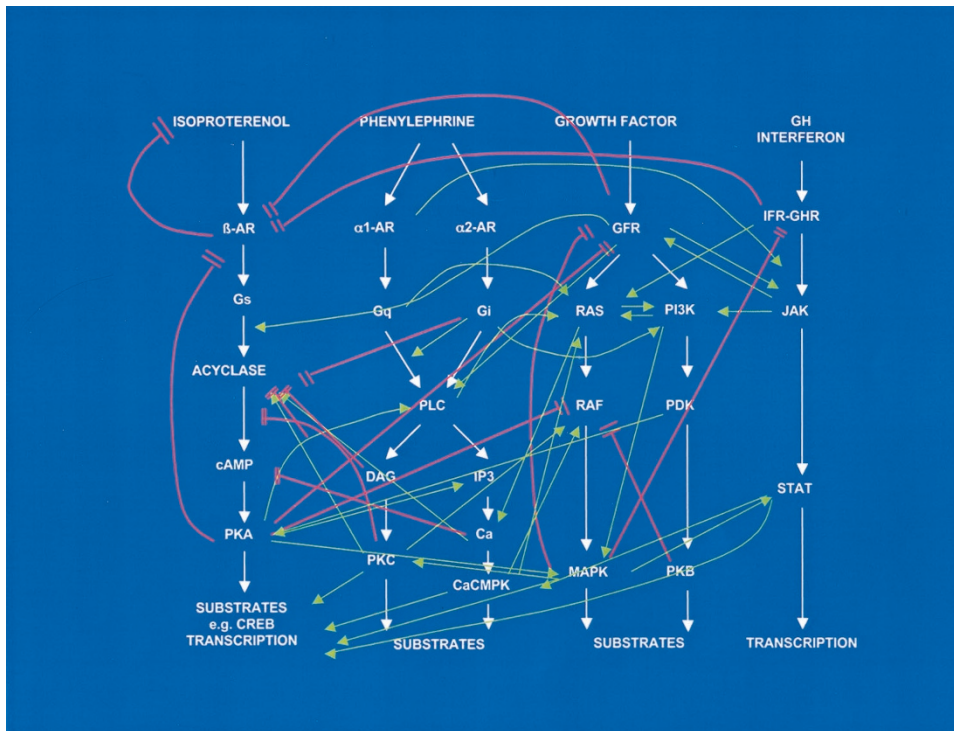 ISOPROTERENOL
PHENYLEPHRINE
GROWTH FACTOR
GH
INTERFERON
ß-AR
α1-AR
α2-AR
GFR
IFR-GHR
Gs
Gq
Gi
RAS
PI3K
JAK
ACYCLASE
PLC
RAF
PDK
cAMP
DAG
IP3
STAT
PKA
Ca
PKC
CaCMPK
MAPK
PKB
SUBSTRATES
e.g. CREB
TRANSCRIPTION
SUBSTRATES
SUBSTRATES
TRANSCRIPTION